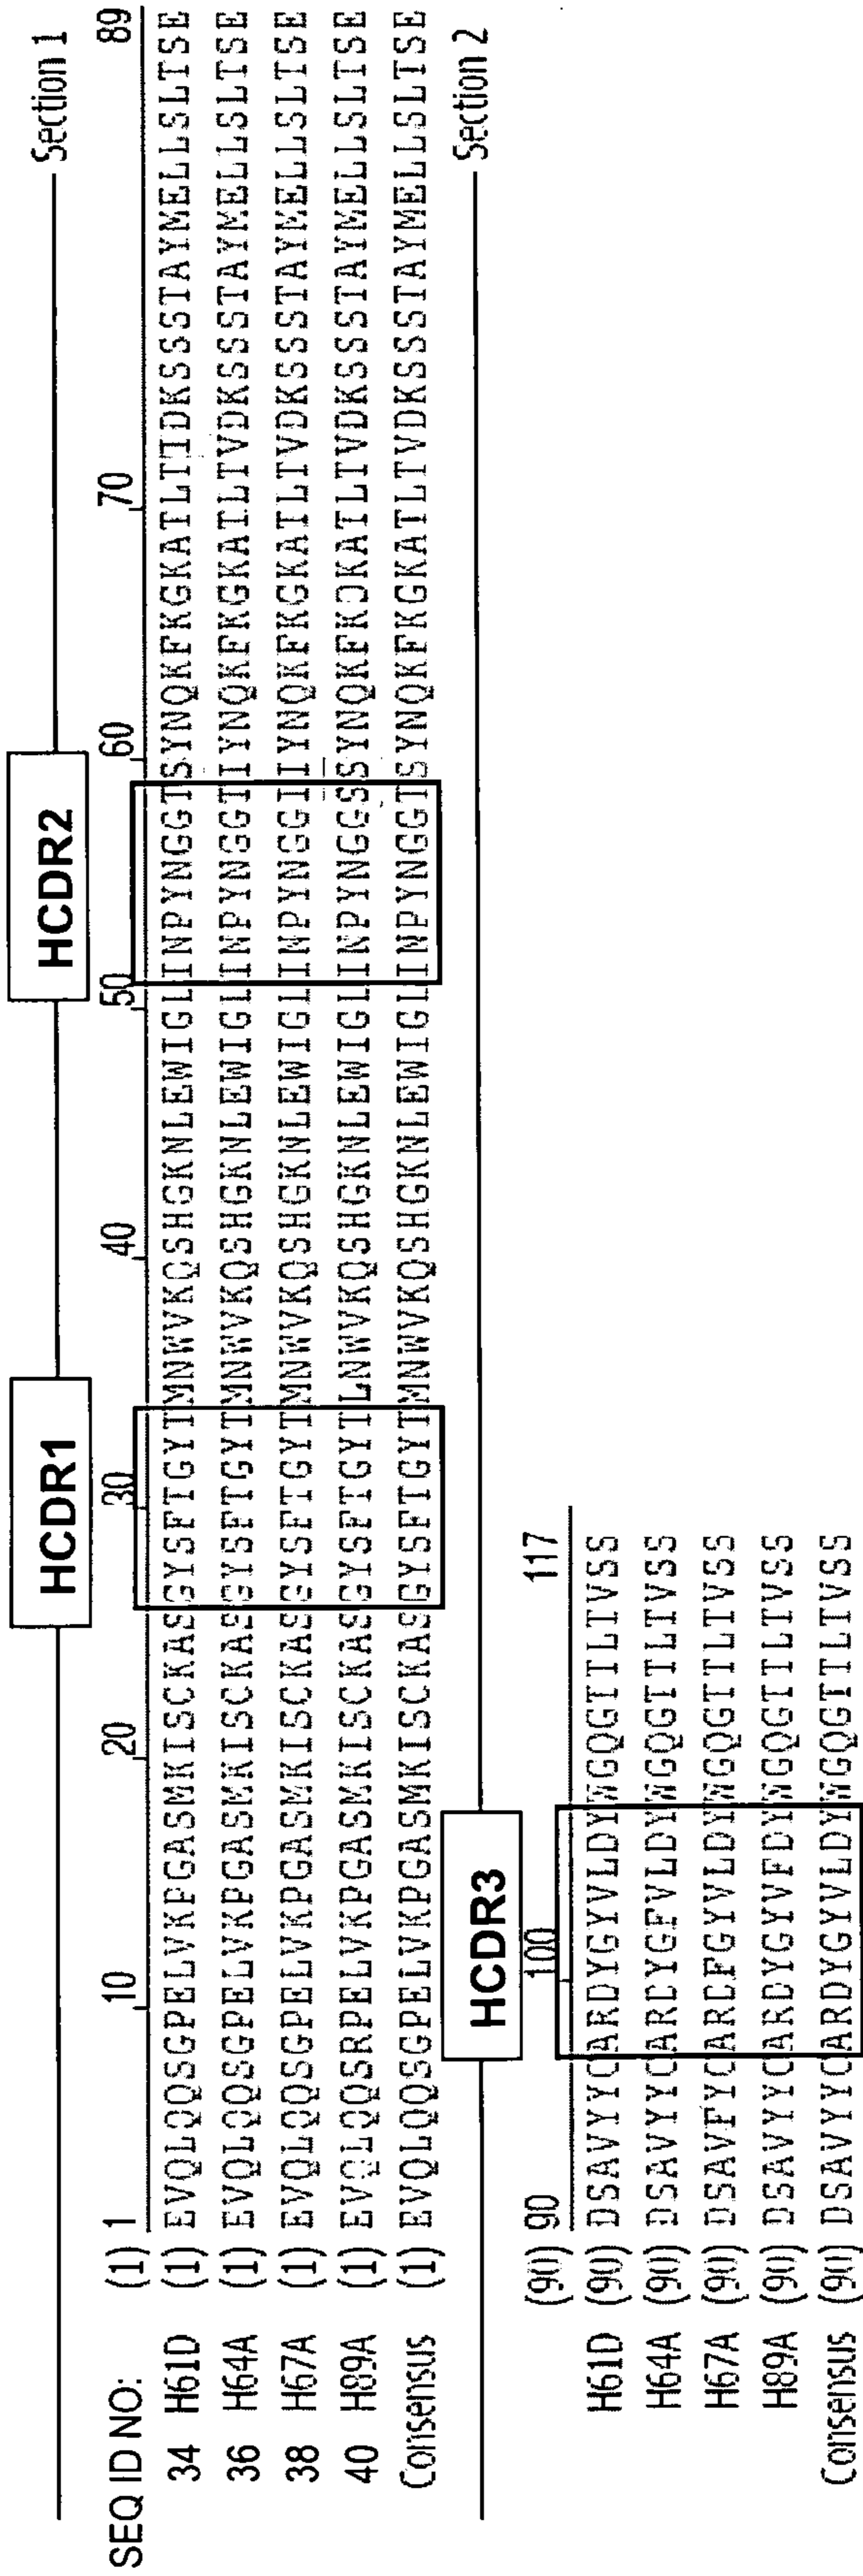 HCDR1 HCDR2
Section 1
SEQ ID NO: (1) 1 10 20 30 40 50 60 70 89
34 H61D (1) EVQLQQSGPELVKPGASMKISCKASGYSFTGYTMNWVKQSHGKNLEWIGLINPYNGGTSYNQKFKGKATLTIDKSSSTAYMELLSLTSE
36 H64A (1) EVQLQQSGPELVKPGASMKISCKASGYSFTGYTMNWVKQSHGKNLEWIGLINPYNGGTIYNQKFKGKATLTVDKSSSTAYMELLSLTSE
38 H67A (1) EVQLQQSGPELVKPGASMKISCKASGYSFTGYTMNWVKQSHGKNLEWIGLINPYNGGTIYNQKFKGKATLTVDKSSSTAYMELLSLTSE
40 H89A (1) EVQLQQSRPELVKPGASMKISCKASGYSFTGYTLNWVKQSHGKNLEWIGLINPYNGGSSYNQKFKDKATLTVDKSSSTAYMELLSLTSE
Consensus (1) EVQLQQSGPELVKPGASMKISCKASGYSFTGYTMNWVKQSHGKNLEWIGLINPYNGGTSYNQKFKGKATLTVDKSSSTAYMELLSLTSE
HCDR3
Section 2
(90) 90 100 117
H61D (90) DSAVYYCARDYGYVLDYWGQGTTLTVSS
H64A (90) DSAVYYCARDYGFVLDYWGQGTTLTVSS
H67A (90) DSAVFYCARDFGYVLDYWGQGTTLTVSS
H89A (90) DSAVYYCARDYGYVFDYWGQGTTLTVSS
Consensus (90) DSAVYYCARDYGYVLDYWGQGTTLTVSS